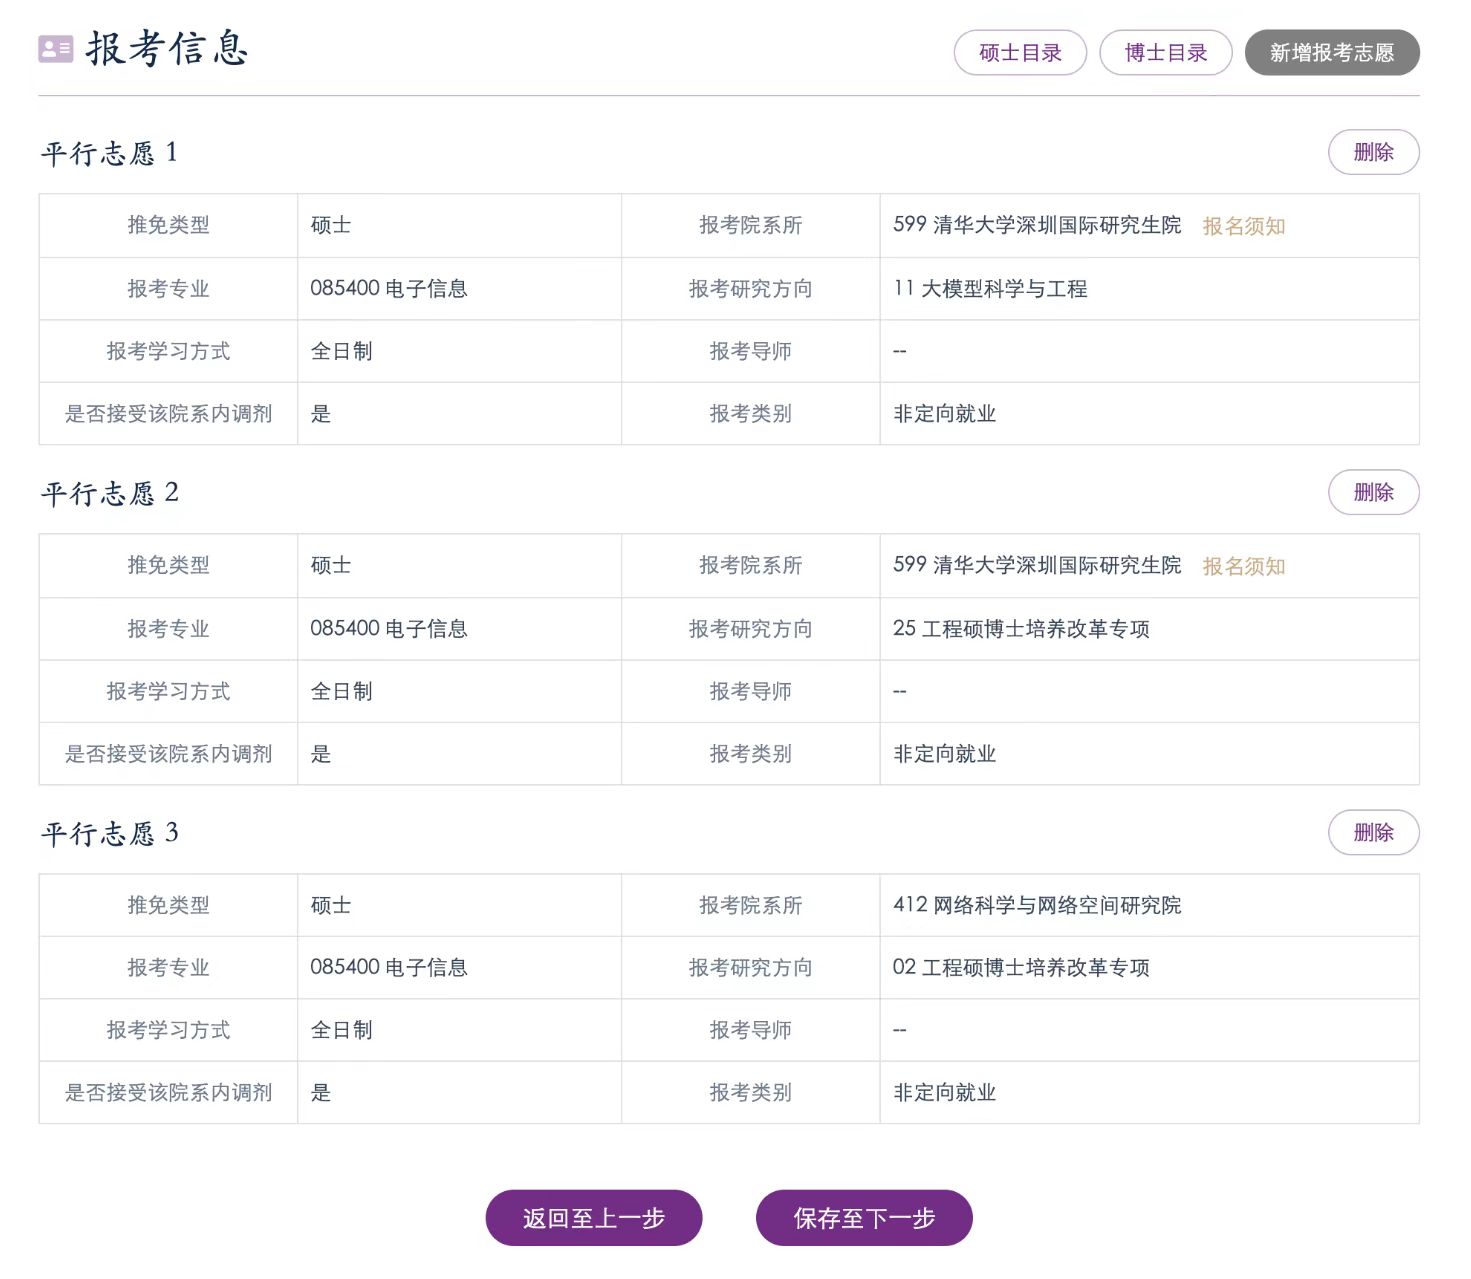 报考信息
硕士目录 博士目录 新增报考志愿
平行志愿 1 删除
推免类型 硕士 报考院系所 599 清华大学深圳国际研究生院 报名须知
报考专业 085400 电子信息 报考研究方向 11 大模型科学与工程
报考学习方式 全日制 报考导师 --
是否接受该院系内调剂 是 报考类别 非定向就业
平行志愿 2 删除
推免类型 硕士 报考院系所 599 清华大学深圳国际研究生院 报名须知
报考专业 085400 电子信息 报考研究方向 25 工程硕博士培养改革专项
报考学习方式 全日制 报考导师 --
是否接受该院系内调剂 是 报考类别 非定向就业
平行志愿 3 删除
推免类型 硕士 报考院系所 412 网络科学与网络空间研究院
报考专业 085400 电子信息 报考研究方向 02 工程硕博士培养改革专项
报考学习方式 全日制 报考导师 --
是否接受该院系内调剂 是 报考类别 非定向就业
返回至上一步 保存至下一步